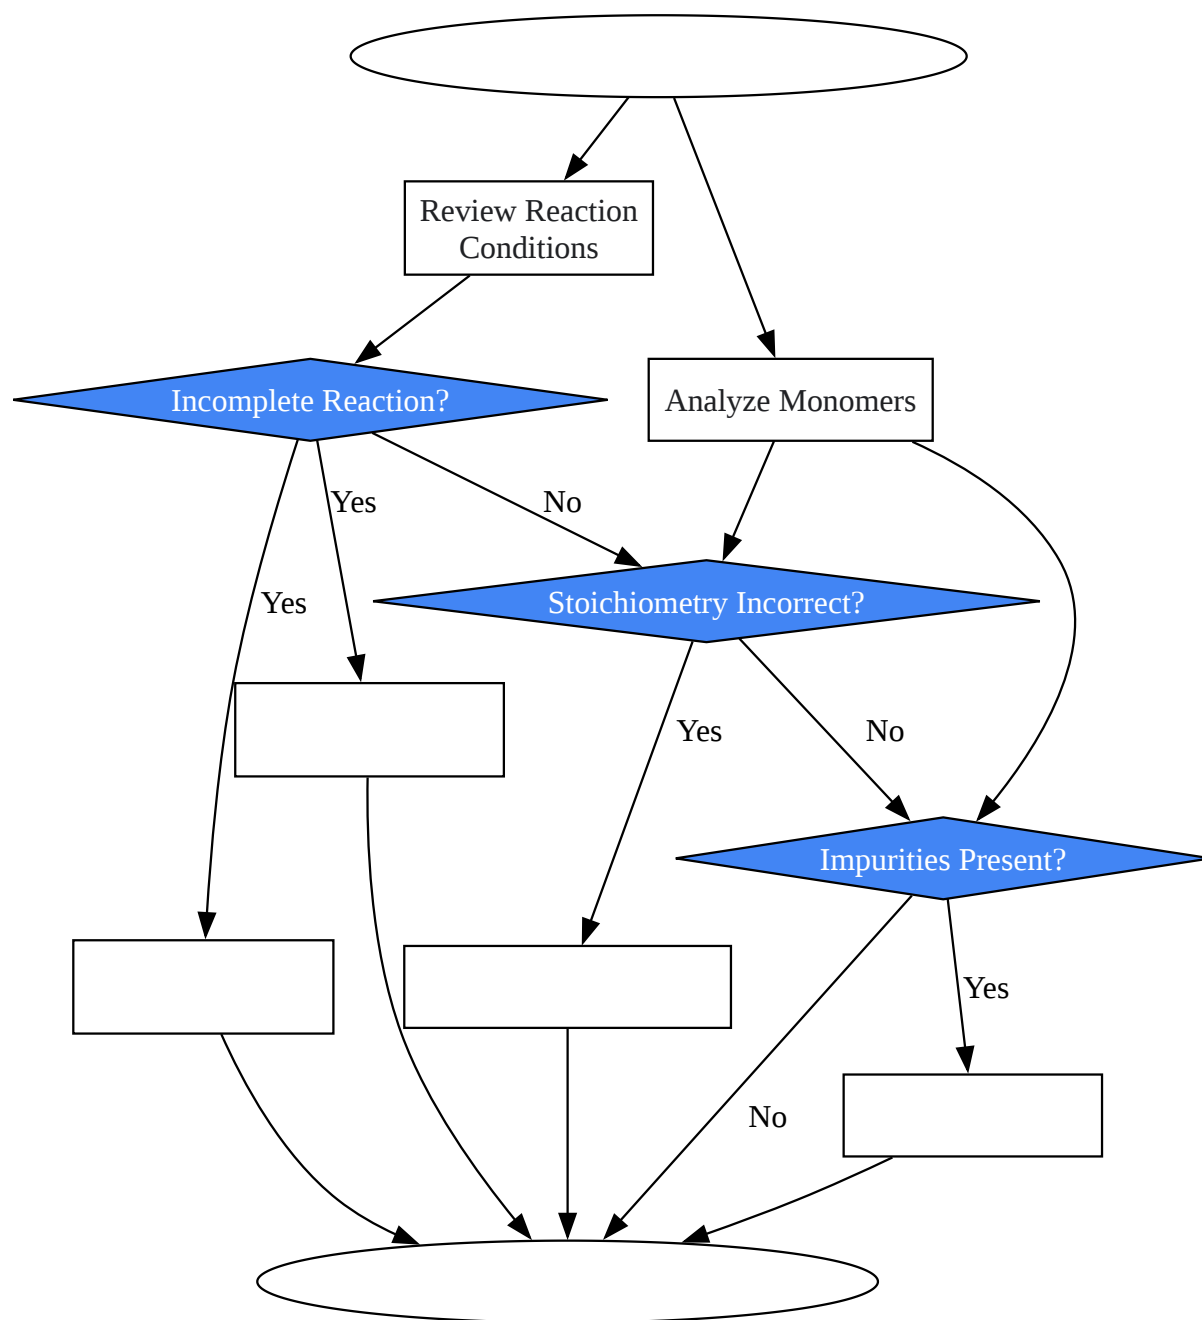 Review Reaction
Conditions
Incomplete Reaction?
Analyze Monomers
Yes
No
Yes
Stoichiometry Incorrect?
Yes
No
Impurities Present?
Yes
No